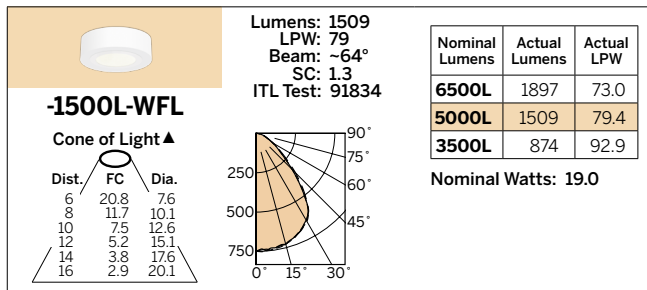 -1500L-WFL
Cone of Light▲
Dist. FC Dia.
6 20.8 7.6
8 11.7 10.1
10 7.5 12.6
12 5.2 15.1
14 3.8 17.6
16 2.9 20.1
Lumens: 1509
LPW: 79
Beam: ~64°
SC: 1.3
ITL Test: 91834
90°
75°
60°
45°
250
500
750
0° 15° 30°
Nominal Lumens Actual Lumens Actual LPW
6500L 1897 73.0
5000L 1509 79.4
3500L 874 92.9
Nominal Watts: 19.0